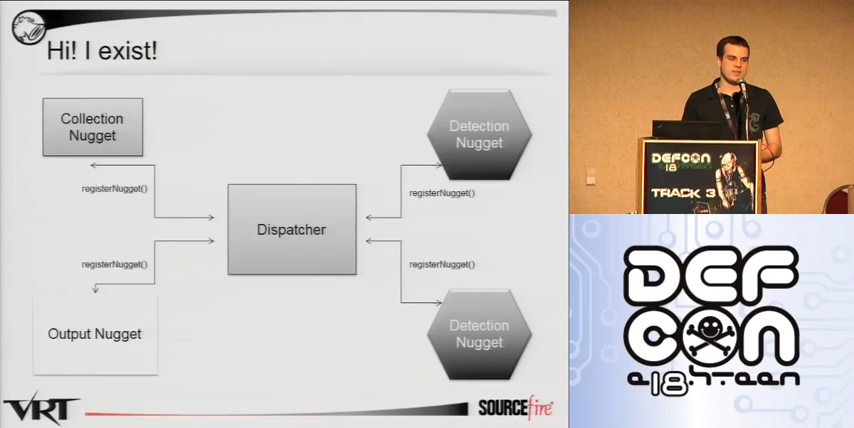 Hi! I exist!
Collection
Nugget
Detection
Nugget
registerNugget()
registerNugget()
Dispatcher
registerNugget()
registerNugget()
Output Nugget
Detection
Nugget
VRT
SOURCEfire
DEFCON
18
TRACK 3
DEF
CON